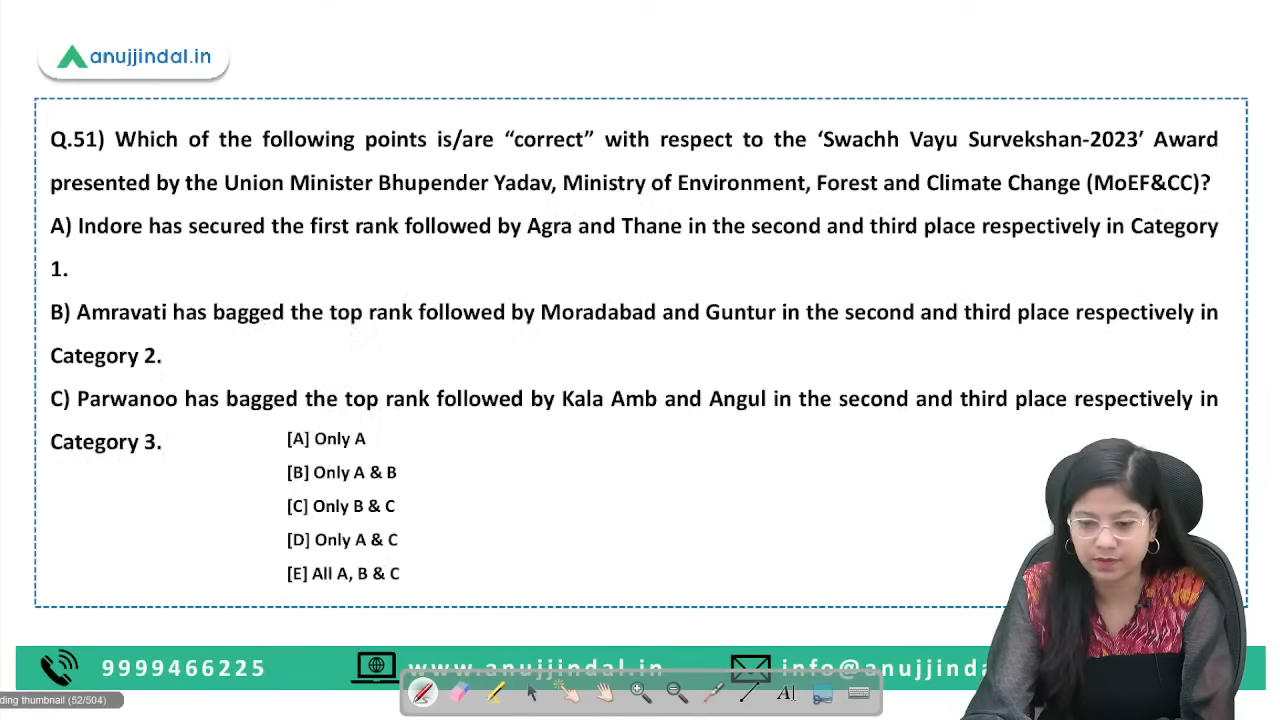 anujjindal.in
Q.51) Which of the following points is/are “correct” with respect to the ‘Swachh Vayu Survekshan-2023’ Award
presented by the Union Minister Bhupender Yadav, Ministry of Environment, Forest and Climate Change (MoEF&CC)?
A) Indore has secured the first rank followed by Agra and Thane in the second and third place respectively in Category
1.
B) Amravati has bagged the top rank followed by Moradabad and Guntur in the second and third place respectively in
Category 2.
C) Parwanoo has bagged the top rank followed by Kala Amb and Angul in the second and third place respectively in
Category 3.
[A] Only A
[B] Only A & B
[C] Only B & C
[D] Only A & C
[E] All A, B & C
9999466225
www.anujjindal.in
info@anujjinda
ding thumbnail (52/504)